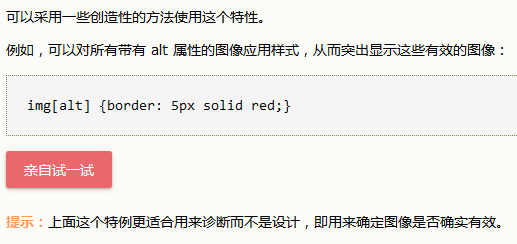 可以采用一些创造性的方法使用这个特性。
例如，可以对所有带有 alt 属性的图像应用样式，从而突出显示这些有效的图像：
img[alt] {border: 5px solid red;}
亲自试一试
提示：上面这个特例更适合用来诊断而不是设计，即用来确定图像是否确实有效。